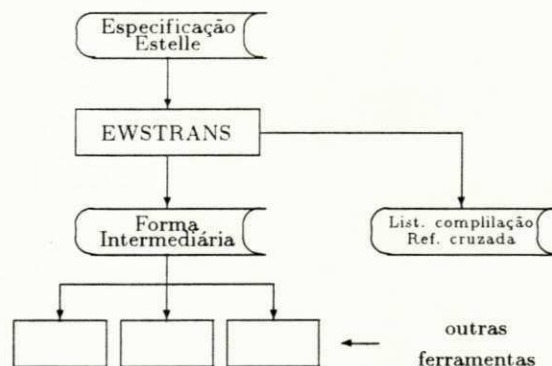 Especificação
Estelle
EWSTRANS
Forma
Intermediária
List. complilação
Ref. cruzada
outras
ferramentas